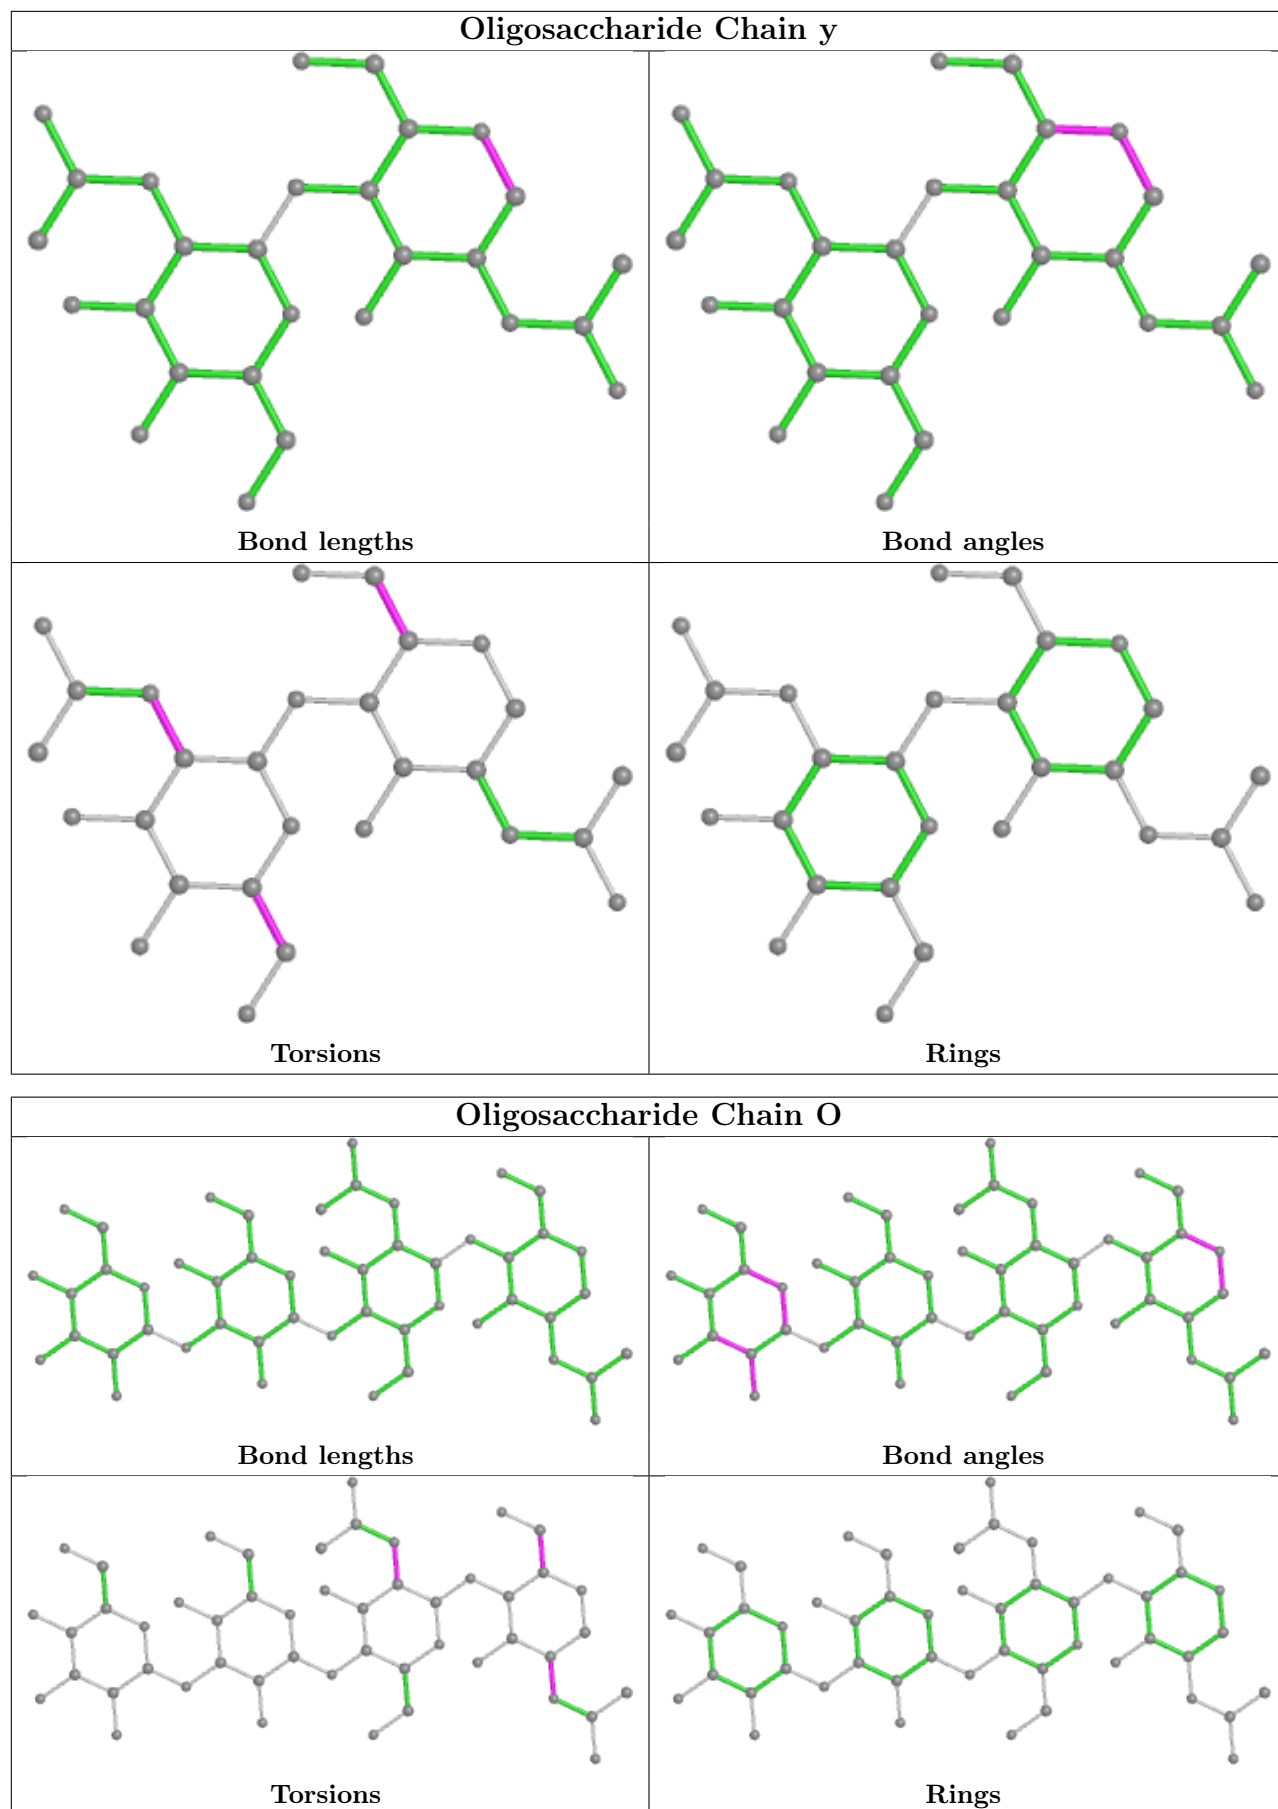 Oligosaccharide Chain y
Bond lengths
Bond angles
Torsions
Rings
Oligosaccharide Chain O
Bond lengths
Bond angles
Torsions
Rings